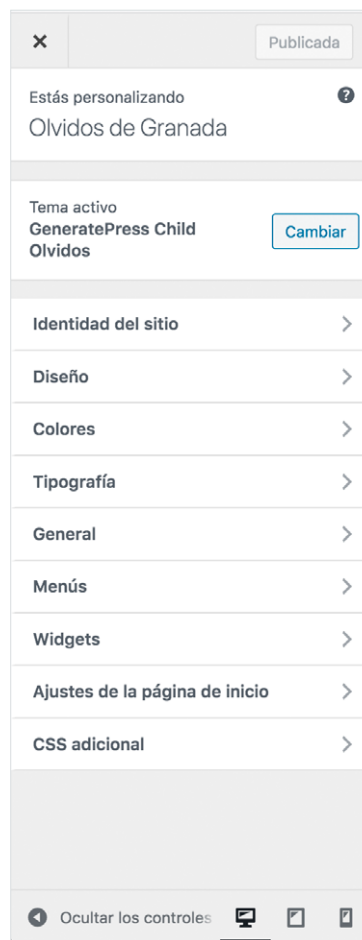 Publicada
Estás personalizando
Olvidos de Granada
Tema activo
GeneratePress Child
Olvidos
Cambiar
Identidad del sitio
Diseño
Colores
Tipografía
General
Menús
Widgets
Ajustes de la página de inicio
CSS adicional
Ocultar los controles